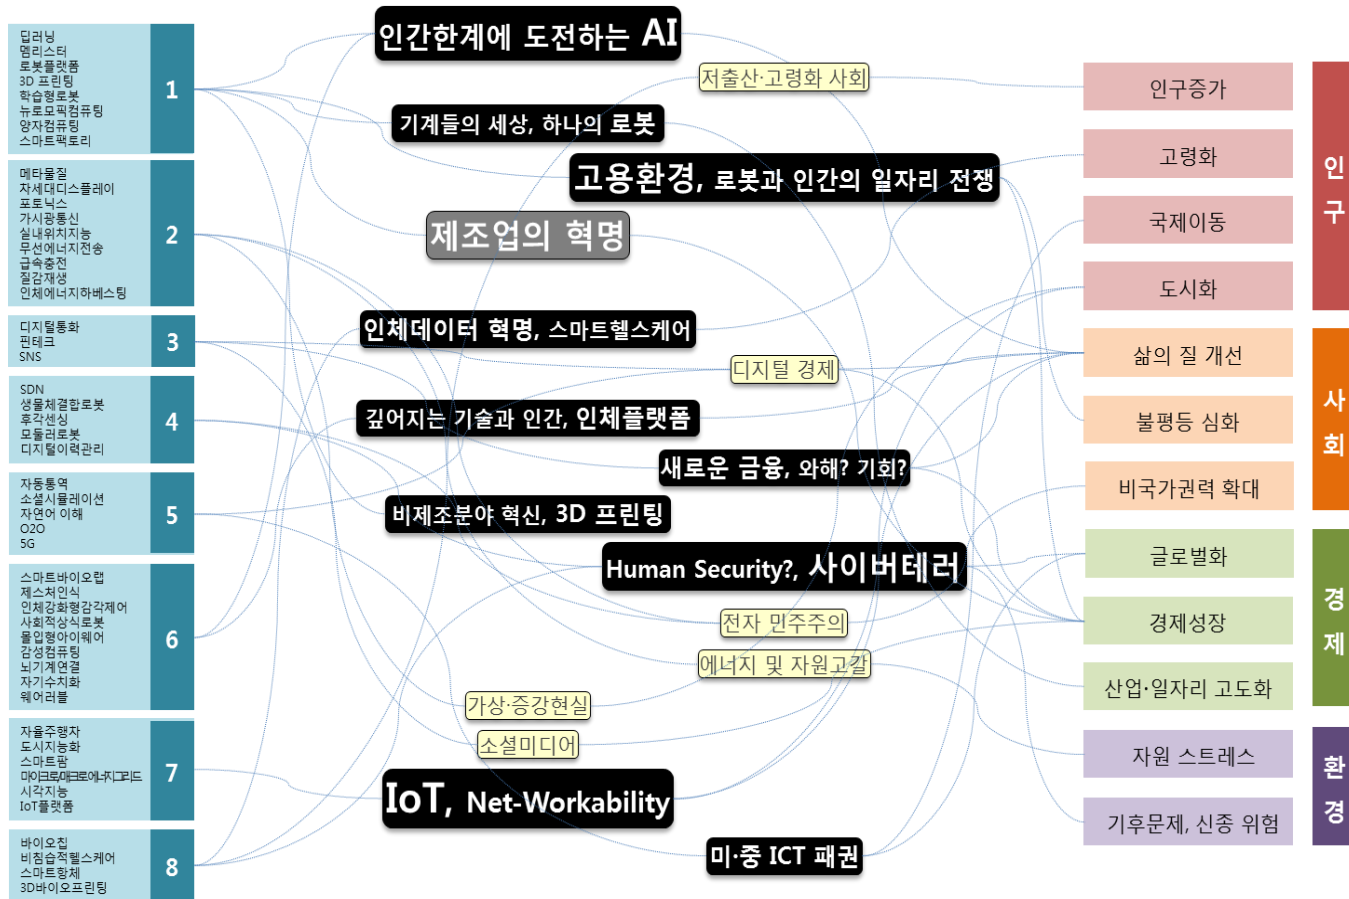 딥러닝
멤리스터
로봇플랫폼
3D 프린팅
학습형로봇
뉴로모픽컴퓨팅
양자컴퓨팅
스마트팩토리
1
메타물질
차세대디스플레이
포토닉스
가시광통신
실내위치지능
무선에너지전송
급속충전
질감재생
인체에너지하베스팅
2
디지털통화
핀테크
SNS
3
SDN
생물체결합로봇
후각센싱
모듈러로봇
디지털이력관리
4
자동통역
소셜시뮬레이션
자연어 이해
O2O
5G
5
스마트바이오랩
제스처인식
인체강화형감각제어
사회적상식로봇
몰입형아이웨어
감성컴퓨팅
뇌기계연결
자기수치화
웨어러블
6
자율주행차
도시지능화
스마트팜
마이크로/매크로에너지그리드
시각지능
IoT플랫폼
7
바이오칩
비침습적헬스케어
스마트항체
3D바이오프린팅
8
인간한계에 도전하는 AI
저출산·고령화 사회
기계들의 세상, 하나의 로봇
고용환경, 로봇과 인간의 일자리 전쟁
제조업의 혁명
인체데이터 혁명, 스마트헬스케어
디지털 경제
깊어지는 기술과 인간, 인체플랫폼
새로운 금융, 와해? 기회?
비제조분야 혁신, 3D 프린팅
Human Security?, 사이버테러
전자 민주주의
에너지 및 자원고갈
가상·증강현실
소셜미디어
IoT, Net-Workability
미·중 ICT 패권
인구증가
고령화
국제이동
도시화
삶의 질 개선
불평등 심화
비국가권력 확대
글로벌화
경제성장
산업·일자리 고도화
자원 스트레스
기후문제, 신종 위험
인
구
사
회
경
제
환
경